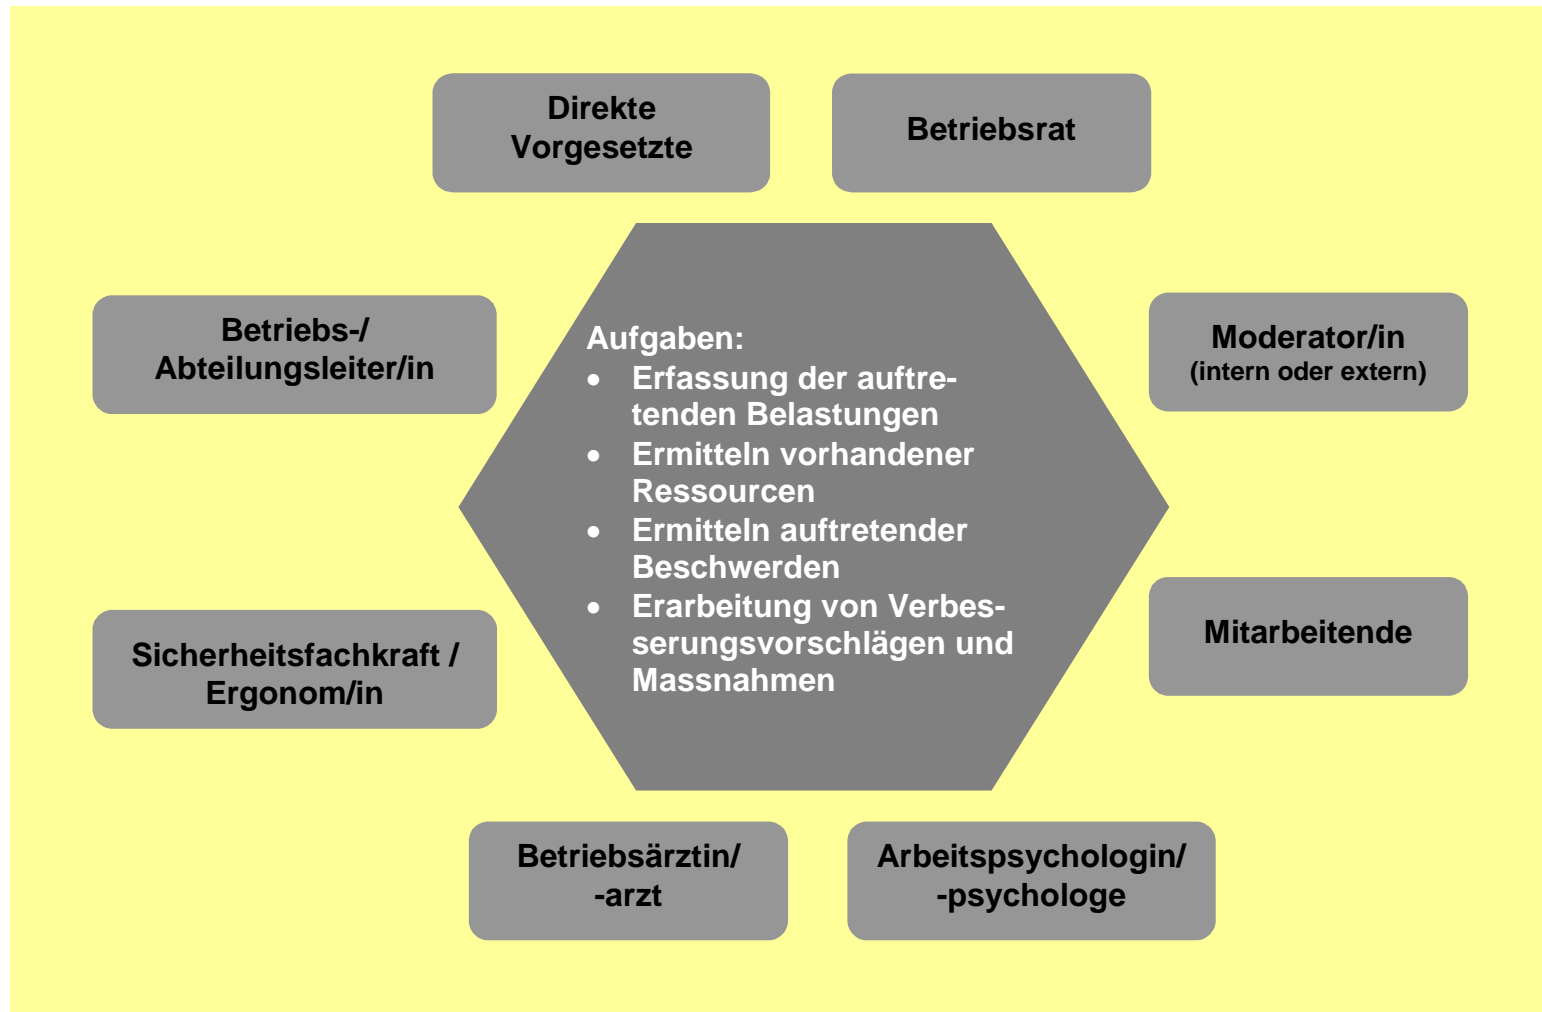 Direkte
Vorgesetzte
Betriebsrat
Betriebs-/
Abteilungsleiter/in
Moderator/in
(intern oder extern)
Aufgaben:
• Erfassung der auftre-
tenden Belastungen
• Ermitteln vorhandener
Ressourcen
• Ermitteln auftretender
Beschwerden
• Erarbeitung von Verbes-
serungsvorschlägen und
Massnahmen
Sicherheitsfachkraft /
Ergonom/in
Mitarbeitende
Betriebsärztin/
-arzt
Arbeitspsychologin/
-psychologe